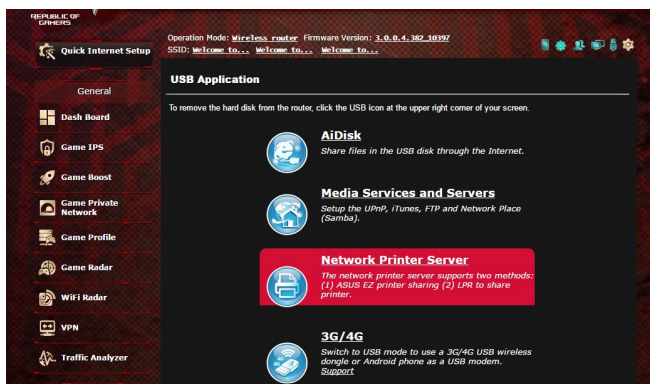 REPUBLIC OF
GAMERS
Quick Internet Setup
Operation Mode: Wireless router Firmware Version: 3.0.0.4.382_10397
SSID: Welcome to... Welcome to... Welcome to...
General
Dash Board
Game IPS
Game Boost
Game Private
Network
Game Profile
Game Radar
WiFi Radar
VPN
Traffic Analyzer
USB Application
To remove the hard disk from the router, click the USB icon at the upper right corner of your screen.
AiDisk
Share files in the USB disk through the Internet.
Media Services and Servers
Setup the UPnP, iTunes, FTP and Network Place
(Samba).
Network Printer Server
The network printer server supports two methods:
(1) ASUS EZ printer sharing (2) LPR to share
printer.
3G/4G
Switch to USB mode to use a 3G/4G USB wireless
dongle or Android phone as a USB modem.
Support